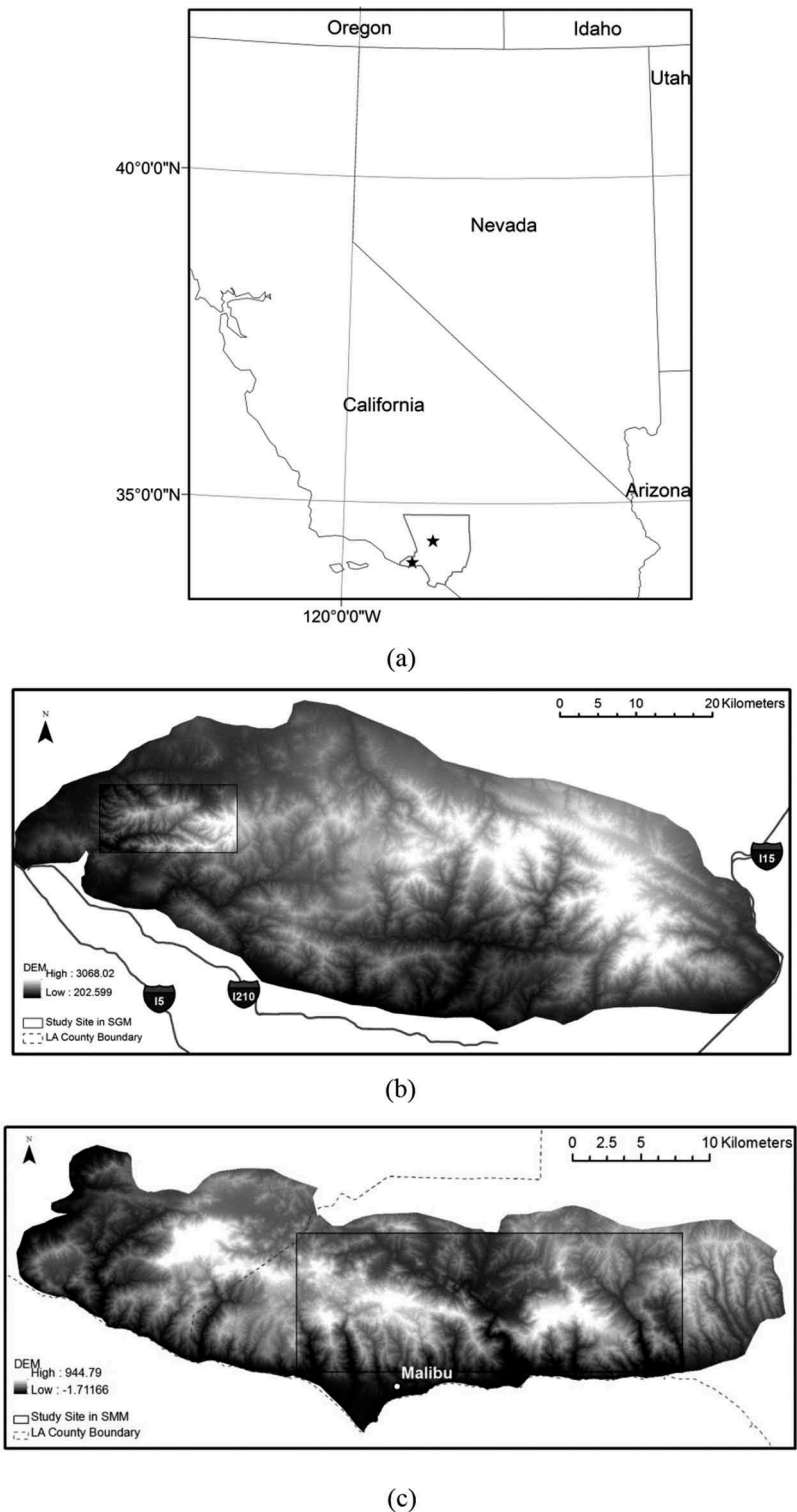 Oregon
Idaho
Utah
40°0'0"N
Nevada
California
35°0'0"N
Arizona
120°0'0"W
(a)
N
0 5 10 20 Kilometers
I15
DEM
High : 3068.02
Low : 202.599
I5
I210
Study Site in SGM
LA County Boundary
(b)
N
0 2.5 5 10 Kilometers
DEM
High : 944.79
Low : -1.71166
Malibu
Study Site in SMM
LA County Boundary
(c)